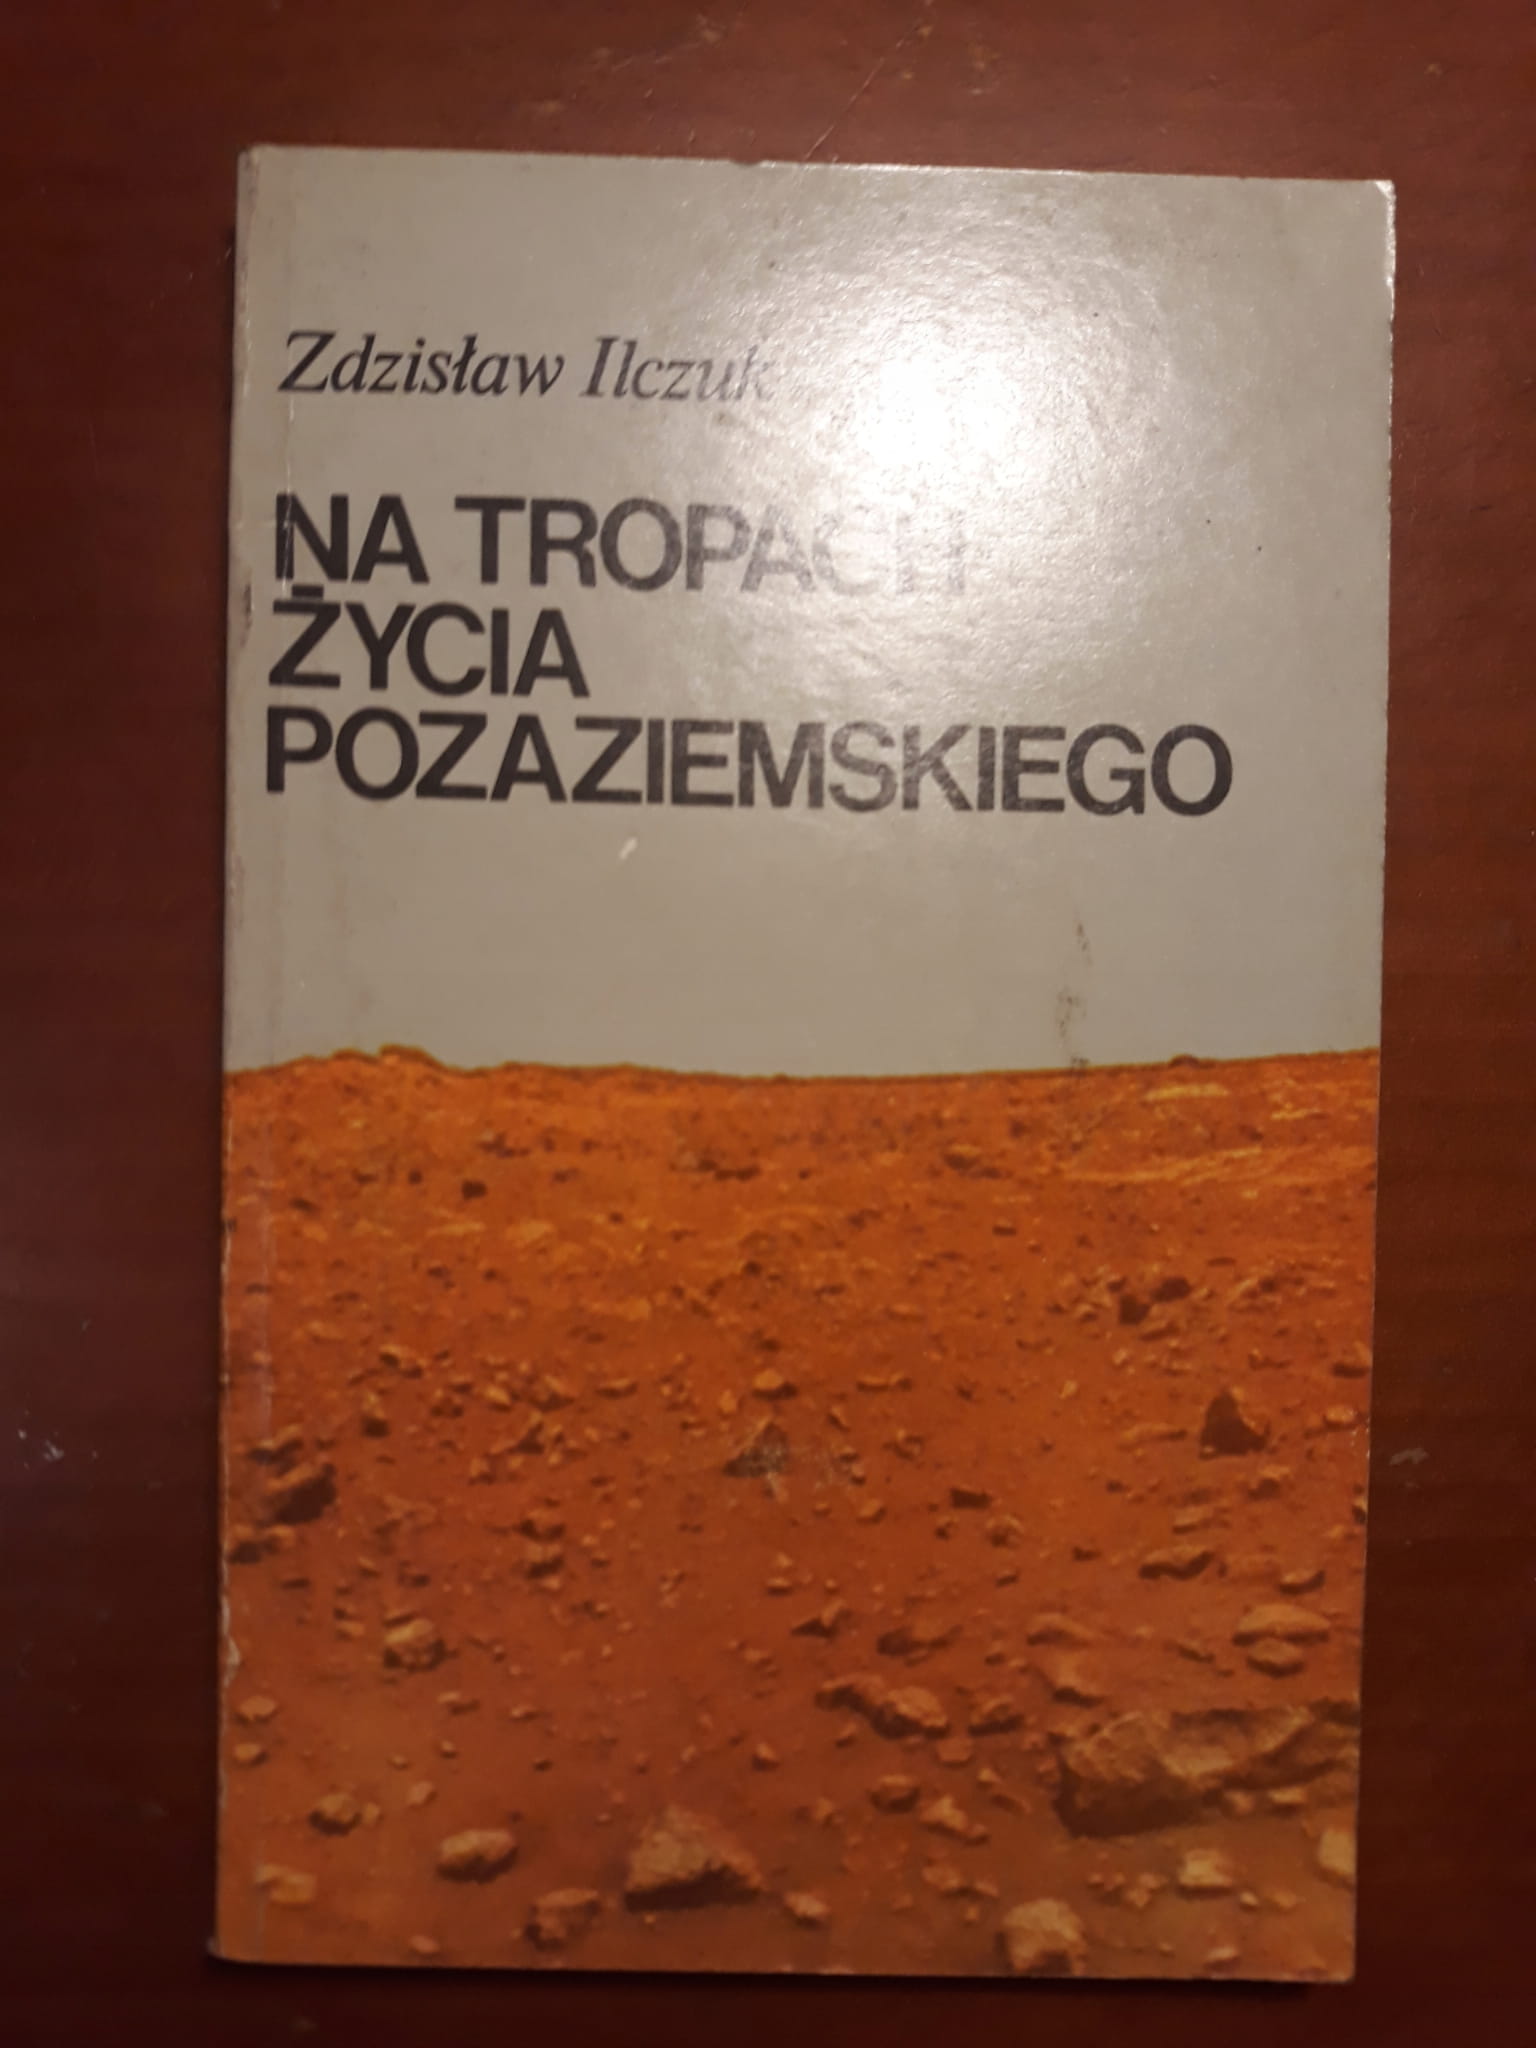 Zdzisław Ilczuk
NA TROPACH
ŻYCIA
POZAZIEMSKIEGO